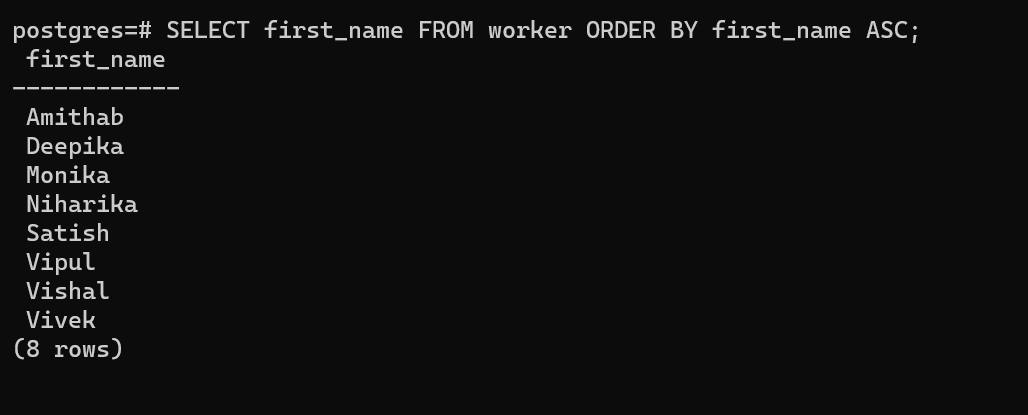 postgres=# SELECT first_name FROM worker ORDER BY first_name ASC;
 first_name
------------
 Amithab
 Deepika
 Monika
 Niharika
 Satish
 Vipul
 Vishal
 Vivek
(8 rows)